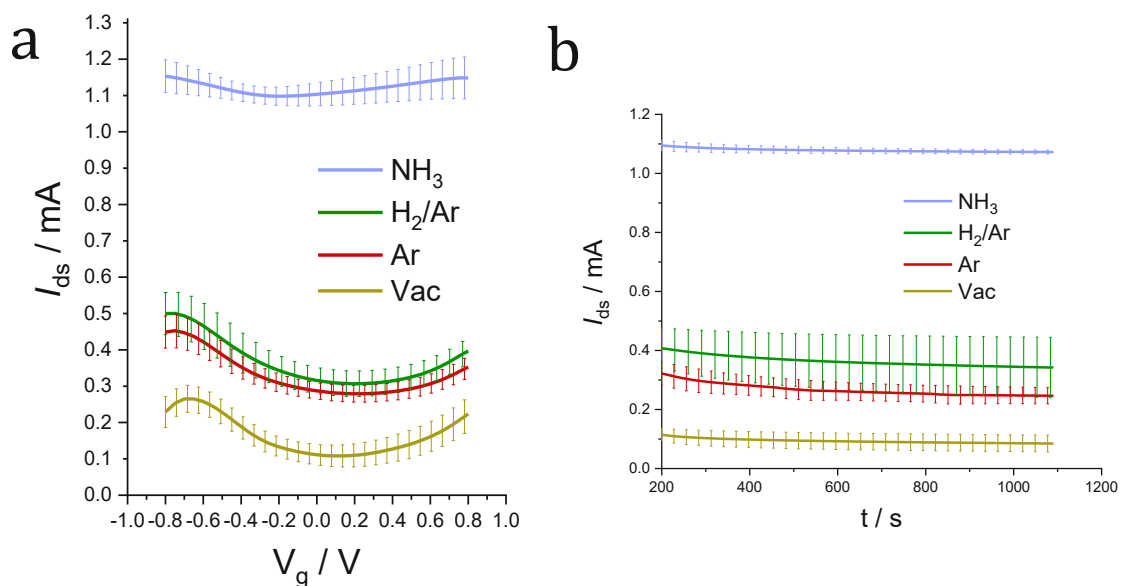 a
1.3
1.2
1.1
1.0
0.9
0.8
0.7
0.6
0.5
0.4
0.3
0.2
0.1
0.0
I_ds / mA
NH₃
H₂/Ar
Ar
Vac
-1.0 -0.8 -0.6 -0.4 -0.2 0.0 0.2 0.4 0.6 0.8 1.0
V_g / V
b
1.2
1.0
0.8
0.6
0.4
0.2
0.0
I_ds / mA
NH₃
H₂/Ar
Ar
Vac
200 400 600 800 1000 1200
t / s